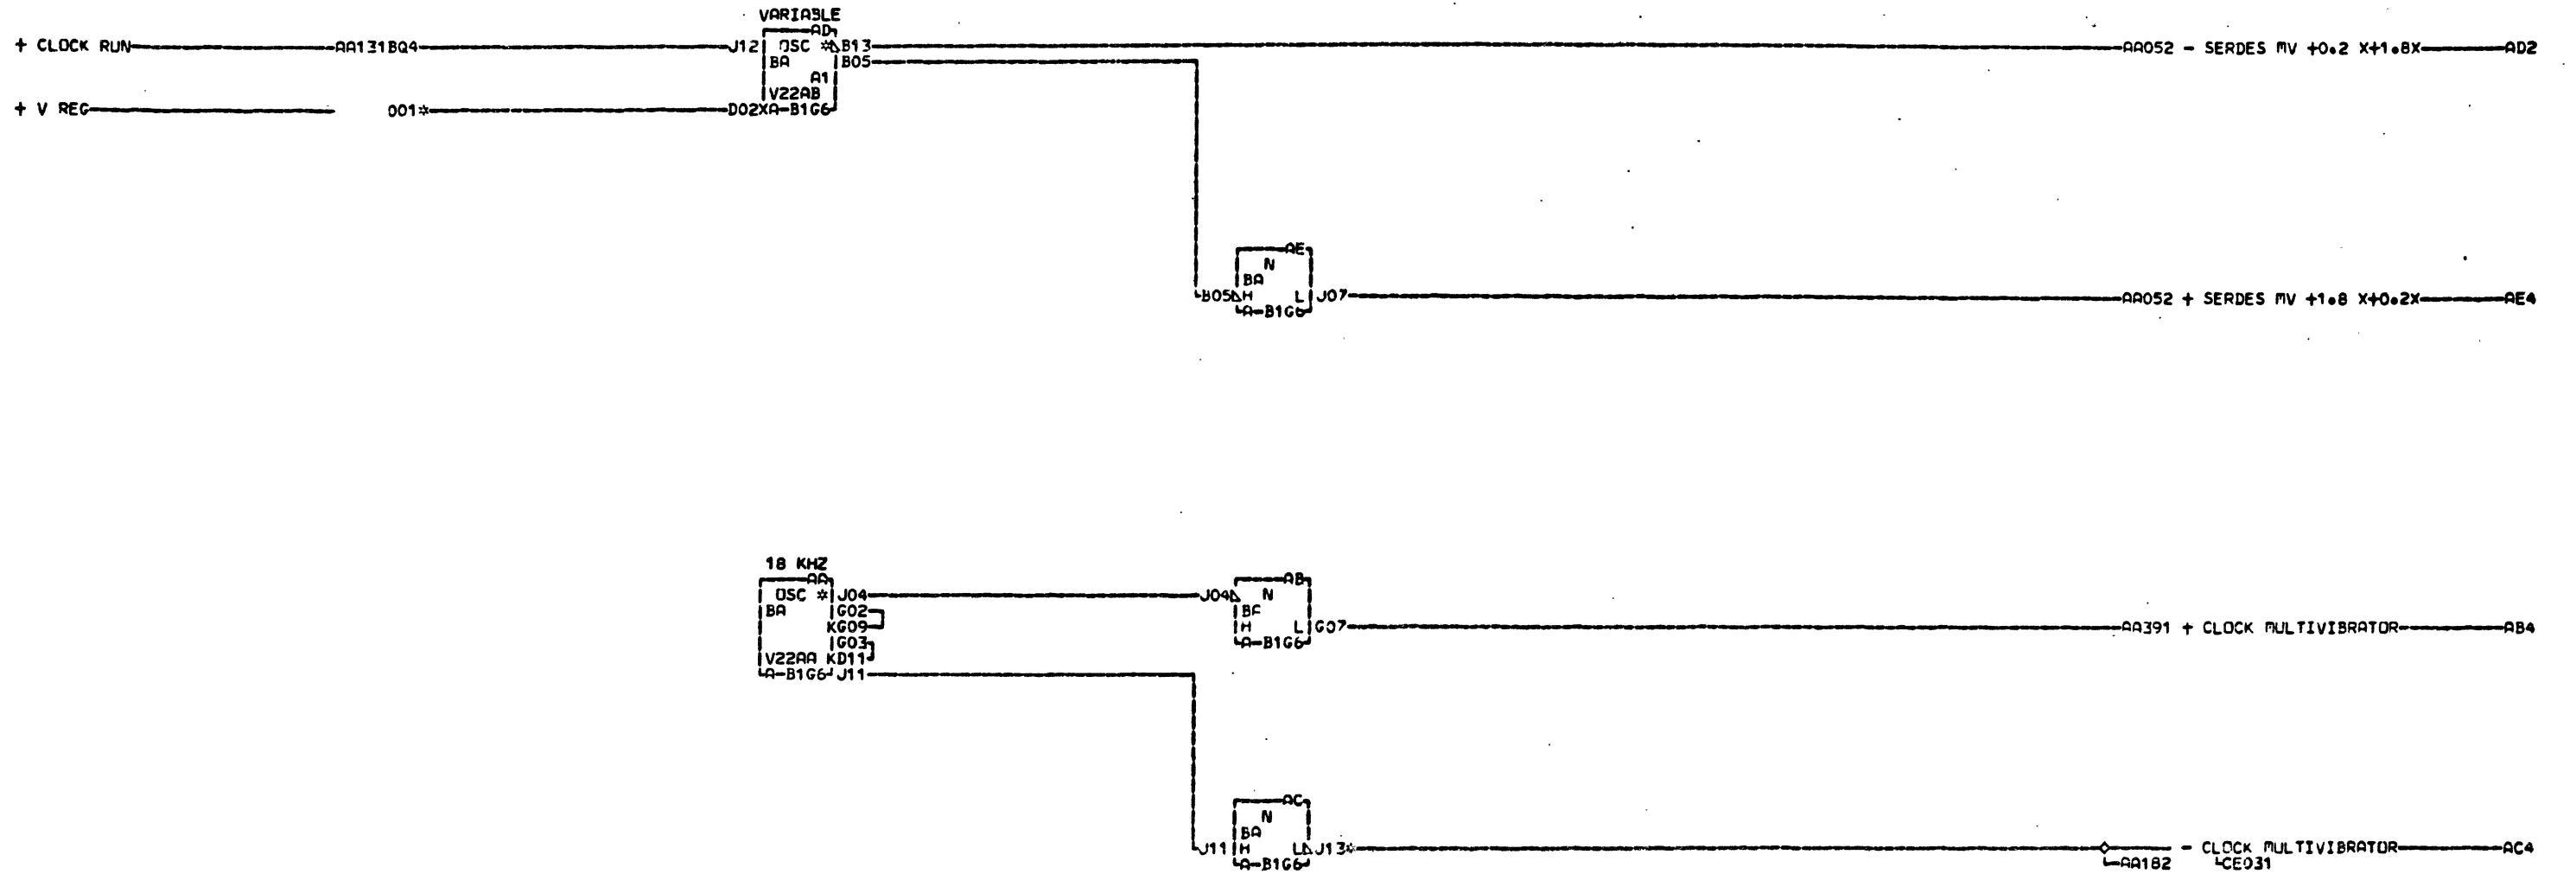 VARIABLE
AD
+ CLOCK RUN AA131BQ4 J12 OSC * B13 AA052 - SERDES MV +0.2 X+1.8X AD2
BA B05
A1
V22AB
+ V REG 001* D02XA-B1G6
AE
N
BA
B05 H L J07 AA052 + SERDES MV +1.8 X+0.2X AE4
A-B1G6
18 KHZ
AA AB
OSC * J04 J04 N
BA G02 BF
KG09 H L G07 AA391 + CLOCK MULTIVIBRATOR AB4
G03 A-B1G6
V22AA KD11
A-B1G6 J11
AC
N
BA
J11 H L J13* - CLOCK MULTIVIBRATOR AC4
A-B1G6 AA182 CE031